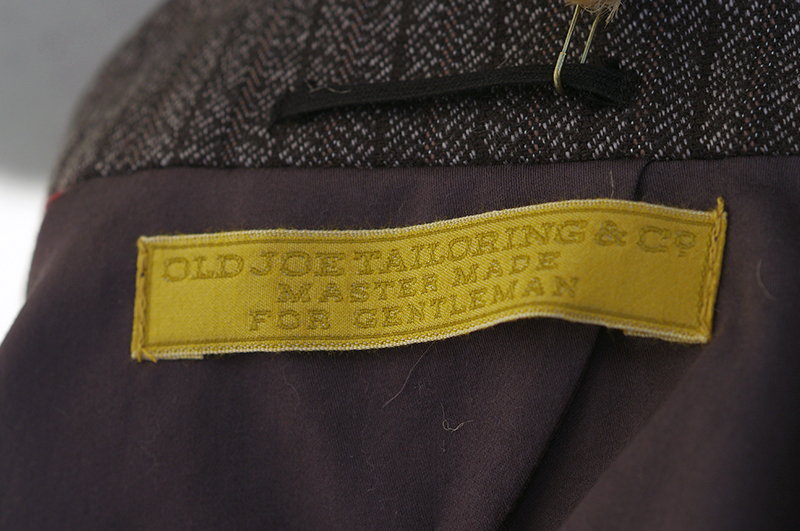 OLD JOE TAILORING & Co
MASTER MADE
FOR GENTLEMAN